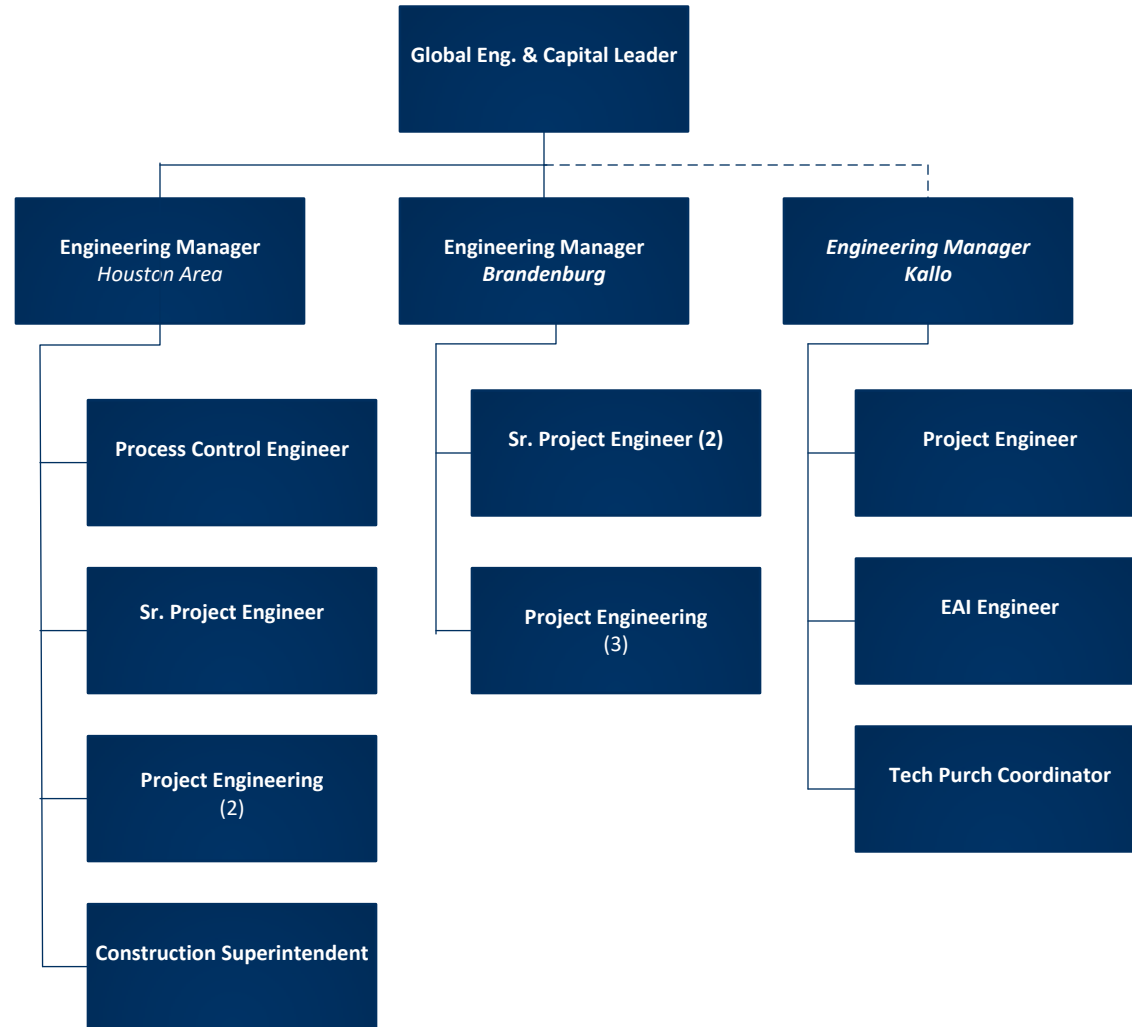 Global Eng. & Capital Leader
Engineering Manager
Houston Area
Engineering Manager
Brandenburg
Engineering Manager
Kallo
Process Control Engineer
Sr. Project Engineer
Project Engineering
(2)
Construction Superintendent
Sr. Project Engineer (2)
Project Engineering
(3)
Project Engineer
EAI Engineer
Tech Purch Coordinator